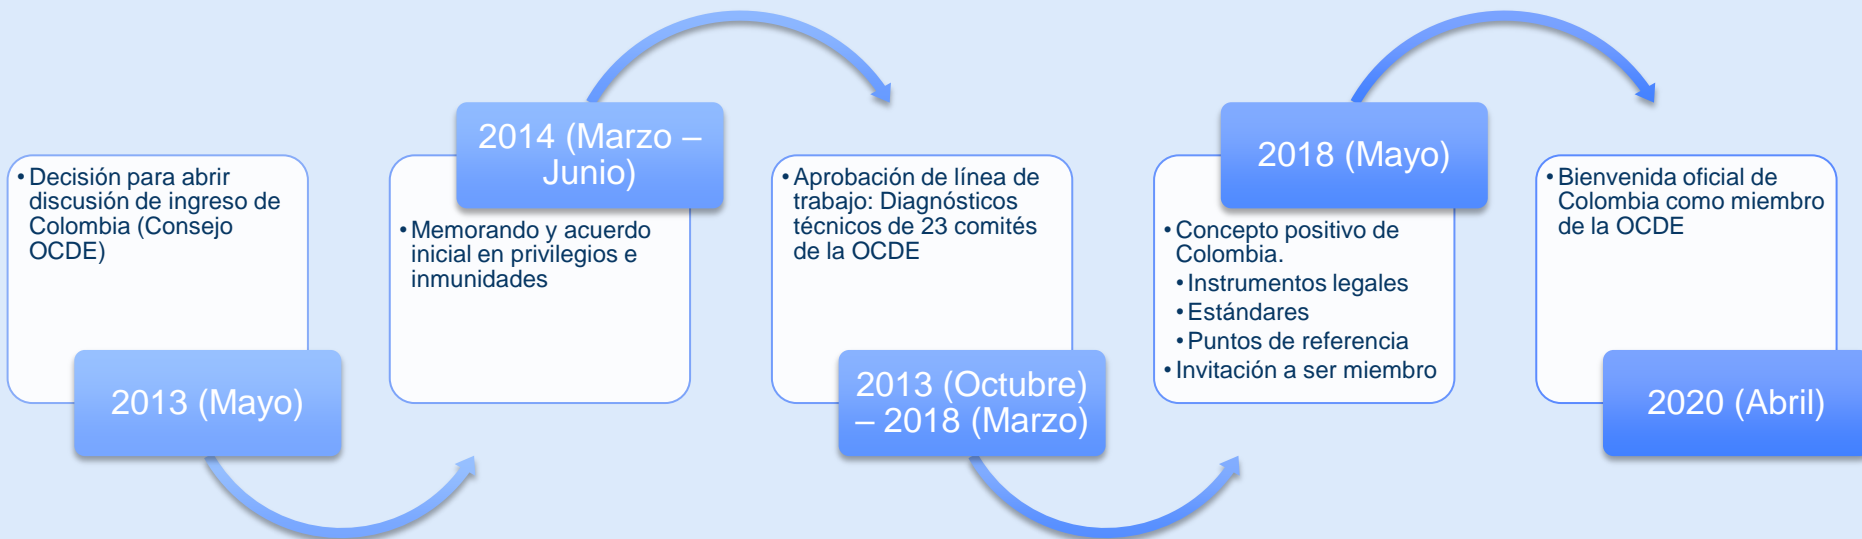 • Decisión para abrir
discusión de ingreso de
Colombia (Consejo
OCDE)
2013 (Mayo)
2014 (Marzo –
Junio)
• Memorando y acuerdo
inicial en privilegios e
inmunidades
• Aprobación de línea de
trabajo: Diagnósticos
técnicos de 23 comités
de la OCDE
2013 (Octubre)
– 2018 (Marzo)
2018 (Mayo)
• Concepto positivo de
Colombia.
• Instrumentos legales
• Estándares
• Puntos de referencia
• Invitación a ser miembro
• Bienvenida oficial de
Colombia como miembro
de la OCDE
2020 (Abril)